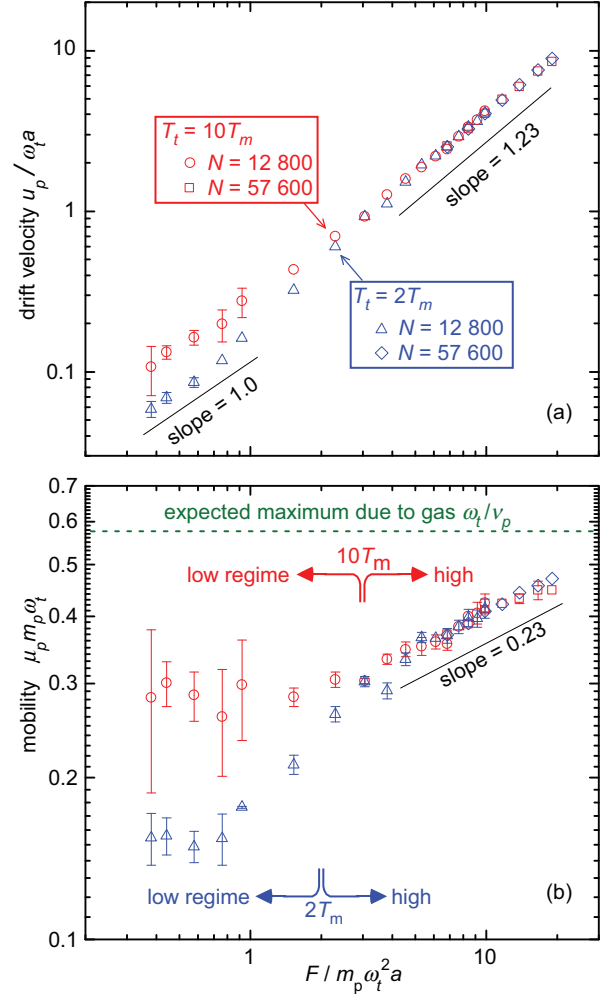 10
1
0.1
drift velocity u_p / ω_t a
T_t = 10T_m
N = 12 800
N = 57 600
T_t = 2T_m
N = 12 800
N = 57 600
slope = 1.23
slope = 1.0
(a)
0.7
0.6
0.5
0.4
0.3
0.2
0.1
mobility μ_p m_p ω_t
expected maximum due to gas ω_t/ν_p
10T_m
low regime high
slope = 0.23
low regime high
2T_m
(b)
1 10
F / m_p ω_t^2 a